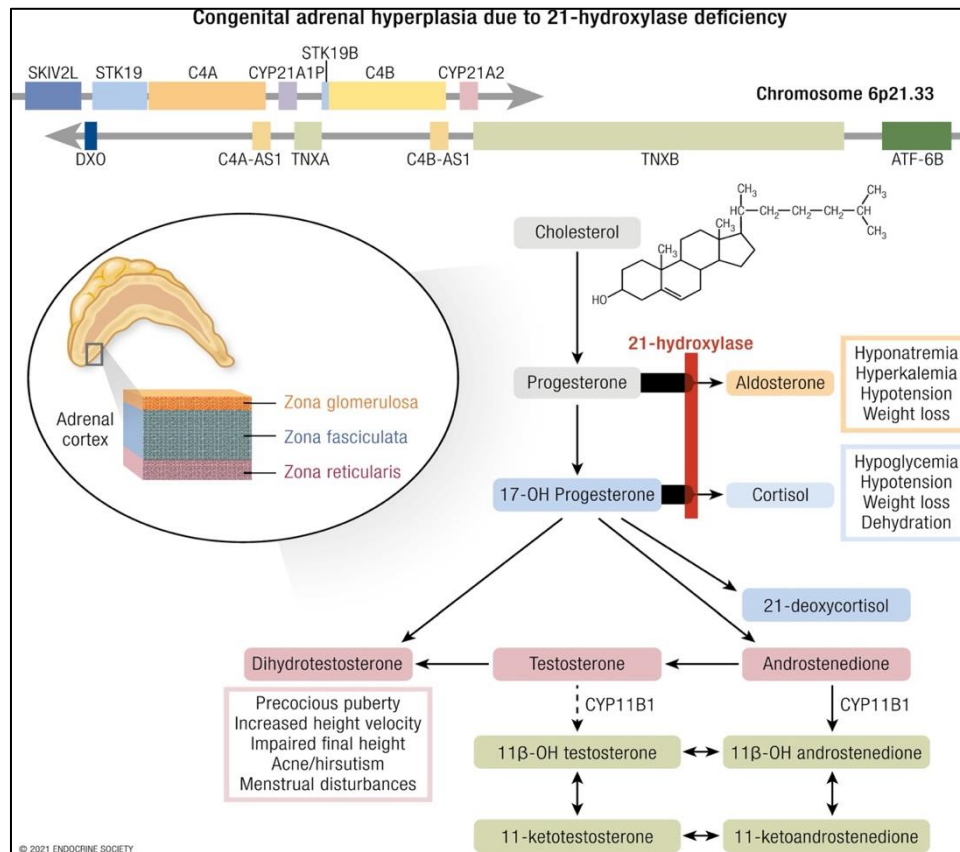 Congenital adrenal hyperplasia due to 21-hydroxylase deficiency
STK19B
SKIV2L STK19 C4A CYP21A1P C4B CYP21A2
Chromosome 6p21.33
DXO C4A-AS1 TNXA C4B-AS1 TNXB ATF-6B
Cholesterol
CH₃
CH₃ CH–CH₂–CH₂–CH₂–CH
CH₃
CH₃
CH₃
HO
21-hydroxylase
Progesterone
Aldosterone
Hyponatremia
Hyperkalemia
Hypotension
Weight loss
Adrenal
cortex
Zona glomerulosa
Zona fasciculata
Zona reticularis
17-OH Progesterone
Cortisol
Hypoglycemia
Hypotension
Weight loss
Dehydration
21-deoxycortisol
Dihydrotestosterone
Testosterone
Androstenedione
Precocious puberty
Increased height velocity
Impaired final height
Acne/hirsutism
Menstrual disturbances
CYP11B1
CYP11B1
11β-OH testosterone
11β-OH androstenedione
11-ketotestosterone
11-ketoandrostenedione
© 2021 ENDOCRINE SOCIETY